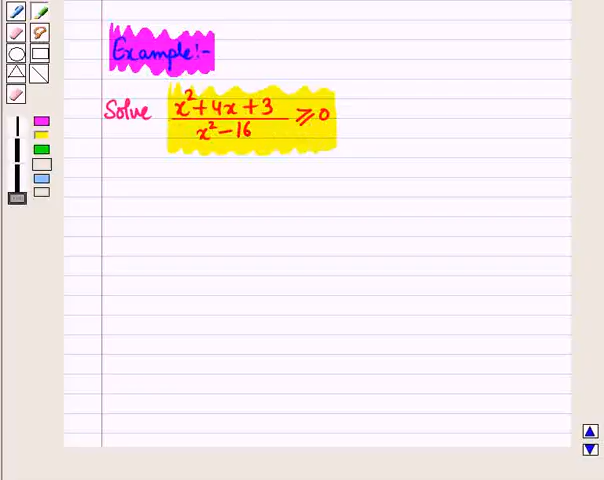 Example:-
Solve x²+4x+3 / x²-16 ⩾ 0